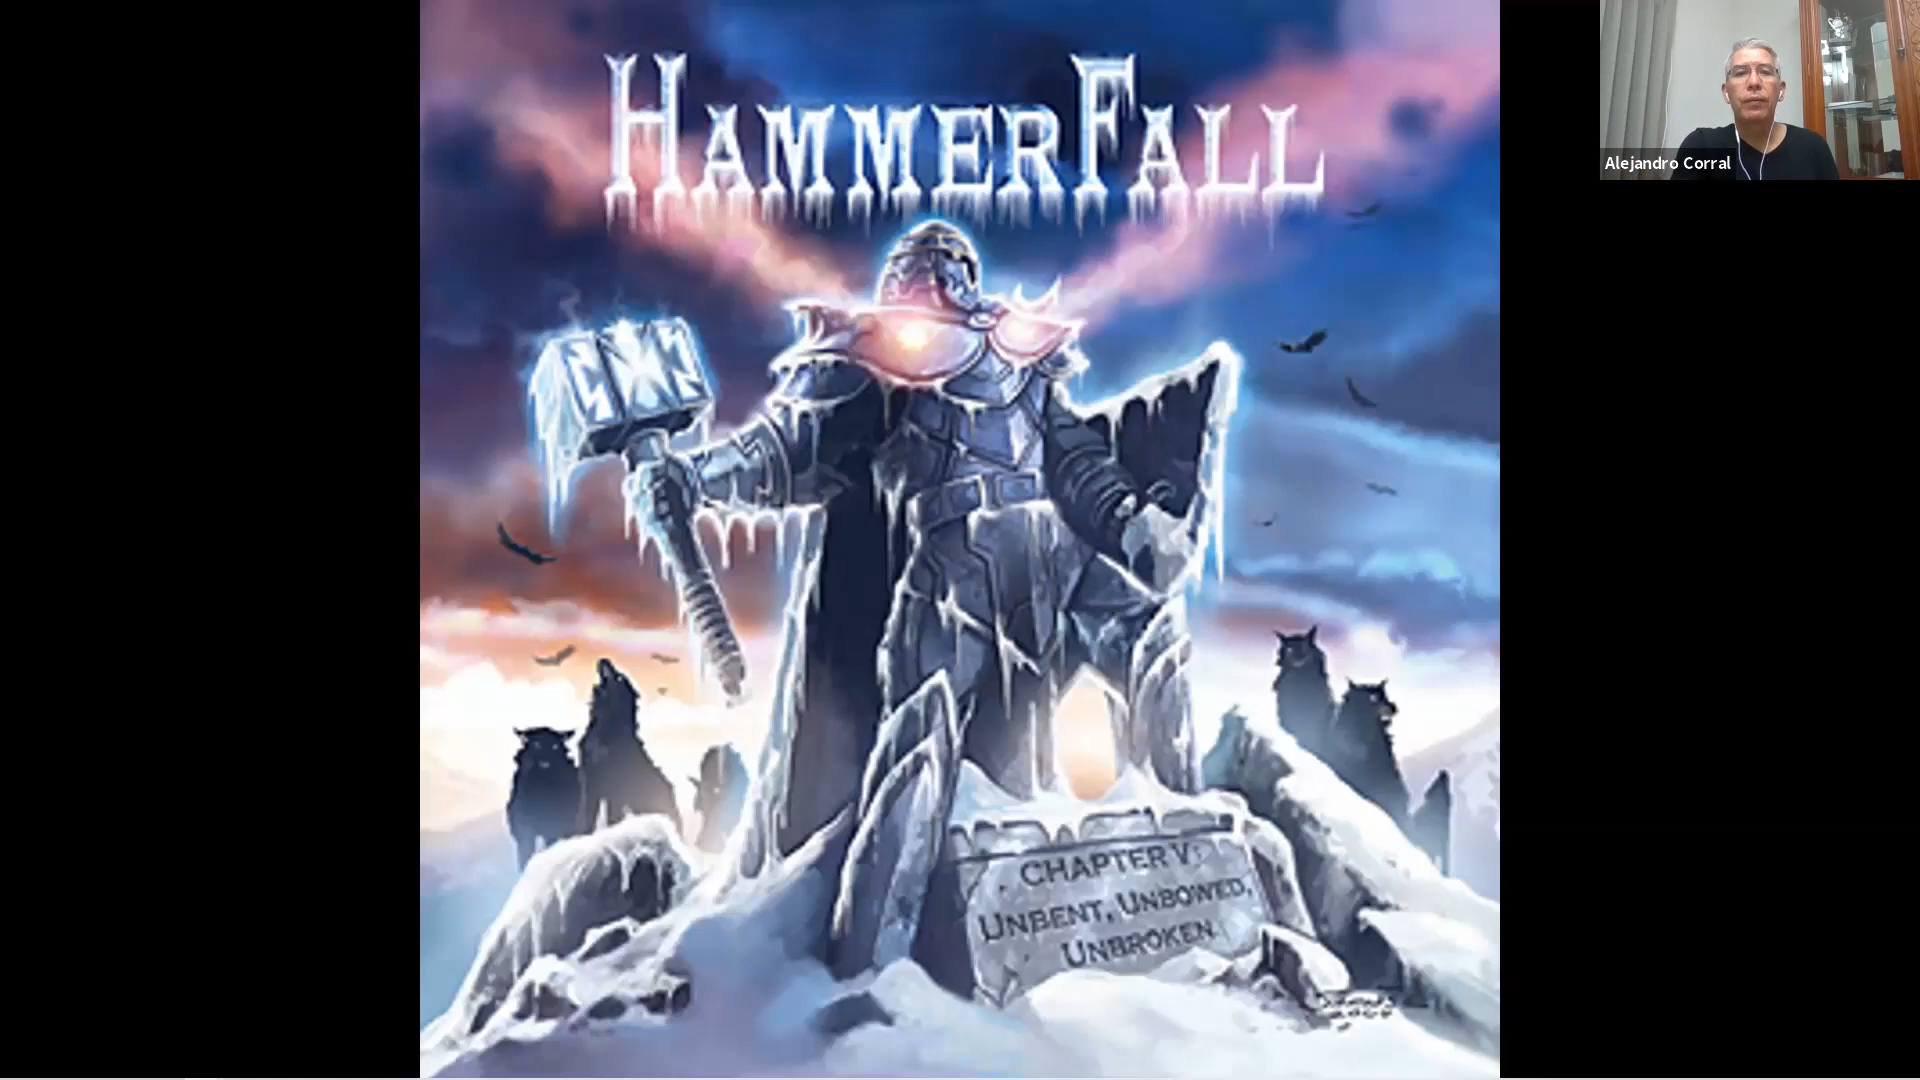 HAMMERFALL
Alejandro Corral
CHAPTER V:
UNBENT, UNBOWED,
UNBROKEN